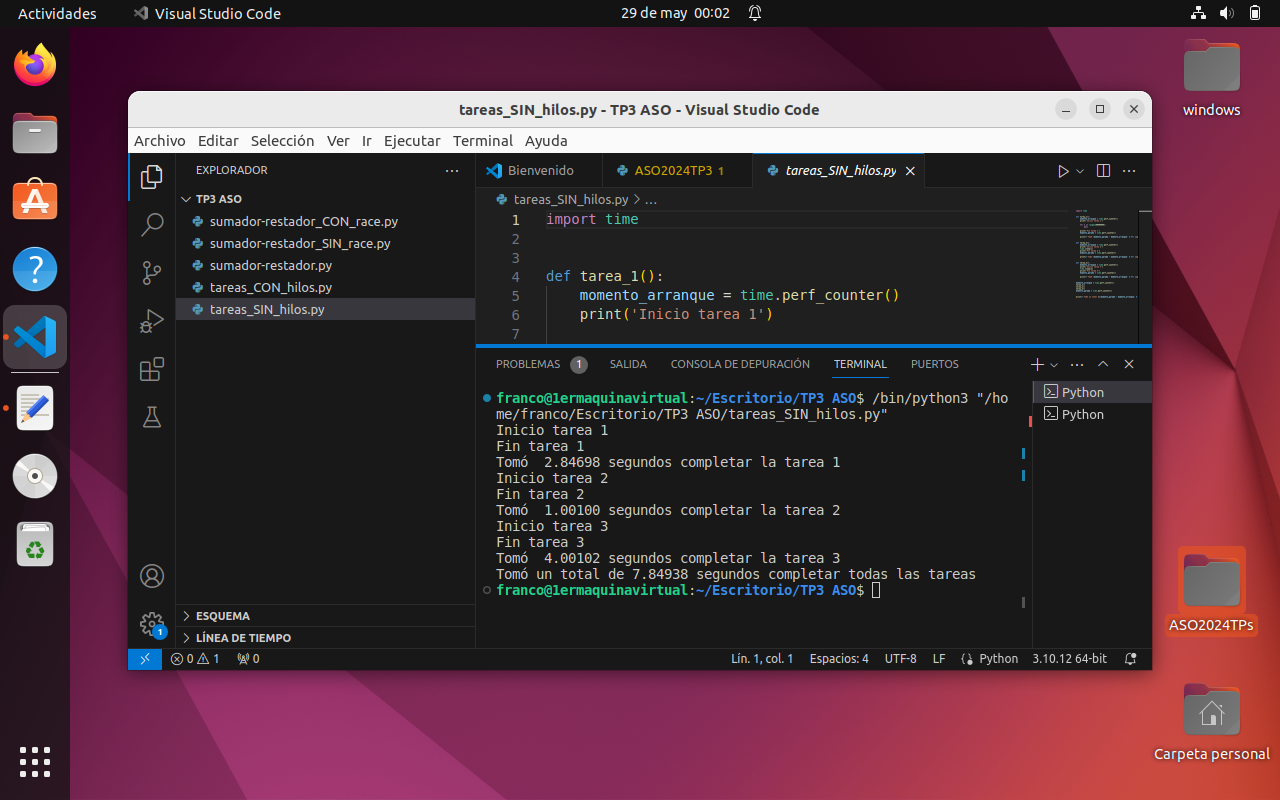 Actividades
Visual Studio Code
29 de may 00:02
windows
tareas_SIN_hilos.py - TP3 ASO - Visual Studio Code
Archivo Editar Selección Ver Ir Ejecutar Terminal Ayuda
EXPLORADOR
TP3 ASO
sumador-restador_CON_race.py
sumador-restador_SIN_race.py
sumador-restador.py
tareas_CON_hilos.py
tareas_SIN_hilos.py
ESQUEMA
LÍNEA DE TIEMPO
Bienvenido
ASO2024TP3 1
tareas_SIN_hilos.py
tareas_SIN_hilos.py > ...
1 import time
2
3
4 def tarea_1():
5 momento_arranque = time.perf_counter()
6 print('Inicio tarea 1')
7
PROBLEMAS 1 SALIDA CONSOLA DE DEPURACIÓN TERMINAL PUERTOS
franco@1ermaquinavirtual:~/Escritorio/TP3 ASO$ /bin/python3 "/ho
me/franco/Escritorio/TP3 ASO/tareas_SIN_hilos.py"
Inicio tarea 1
Fin tarea 1
Tomó  2.84698 segundos completar la tarea 1
Inicio tarea 2
Fin tarea 2
Tomó  1.00100 segundos completar la tarea 2
Inicio tarea 3
Fin tarea 3
Tomó  4.00102 segundos completar la tarea 3
Tomó un total de 7.84938 segundos completar todas las tareas
franco@1ermaquinavirtual:~/Escritorio/TP3 ASO$
Python
Python
1
0 1 0
Lín. 1, col. 1 Espacios: 4 UTF-8 LF Python 3.10.12 64-bit
ASO2024TPs
Carpeta personal